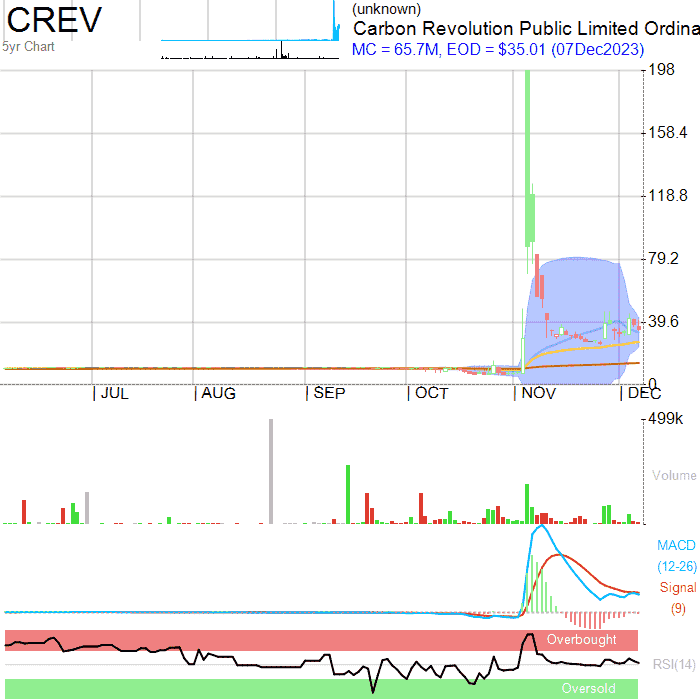 CREV
5yr Chart
(unknown)
Carbon Revolution Public Limited Ordina
MC = 65.7M, EOD = $35.01 (07Dec2023)
198
158.4
118.8
79.2
39.6
0
JUL AUG SEP OCT NOV DEC
499k
Volume
MACD
(12-26)
Signal
(9)
Overbought
RSI(14)
Oversold